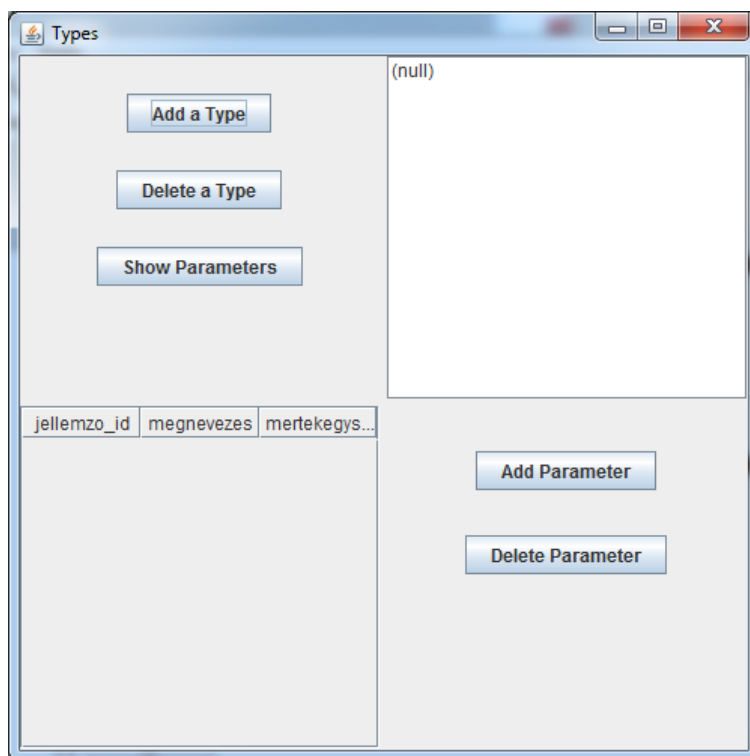 Types
Add a Type
Delete a Type
Show Parameters
(null)
jellemzo_id megnevezes mertekegys...
Add Parameter
Delete Parameter